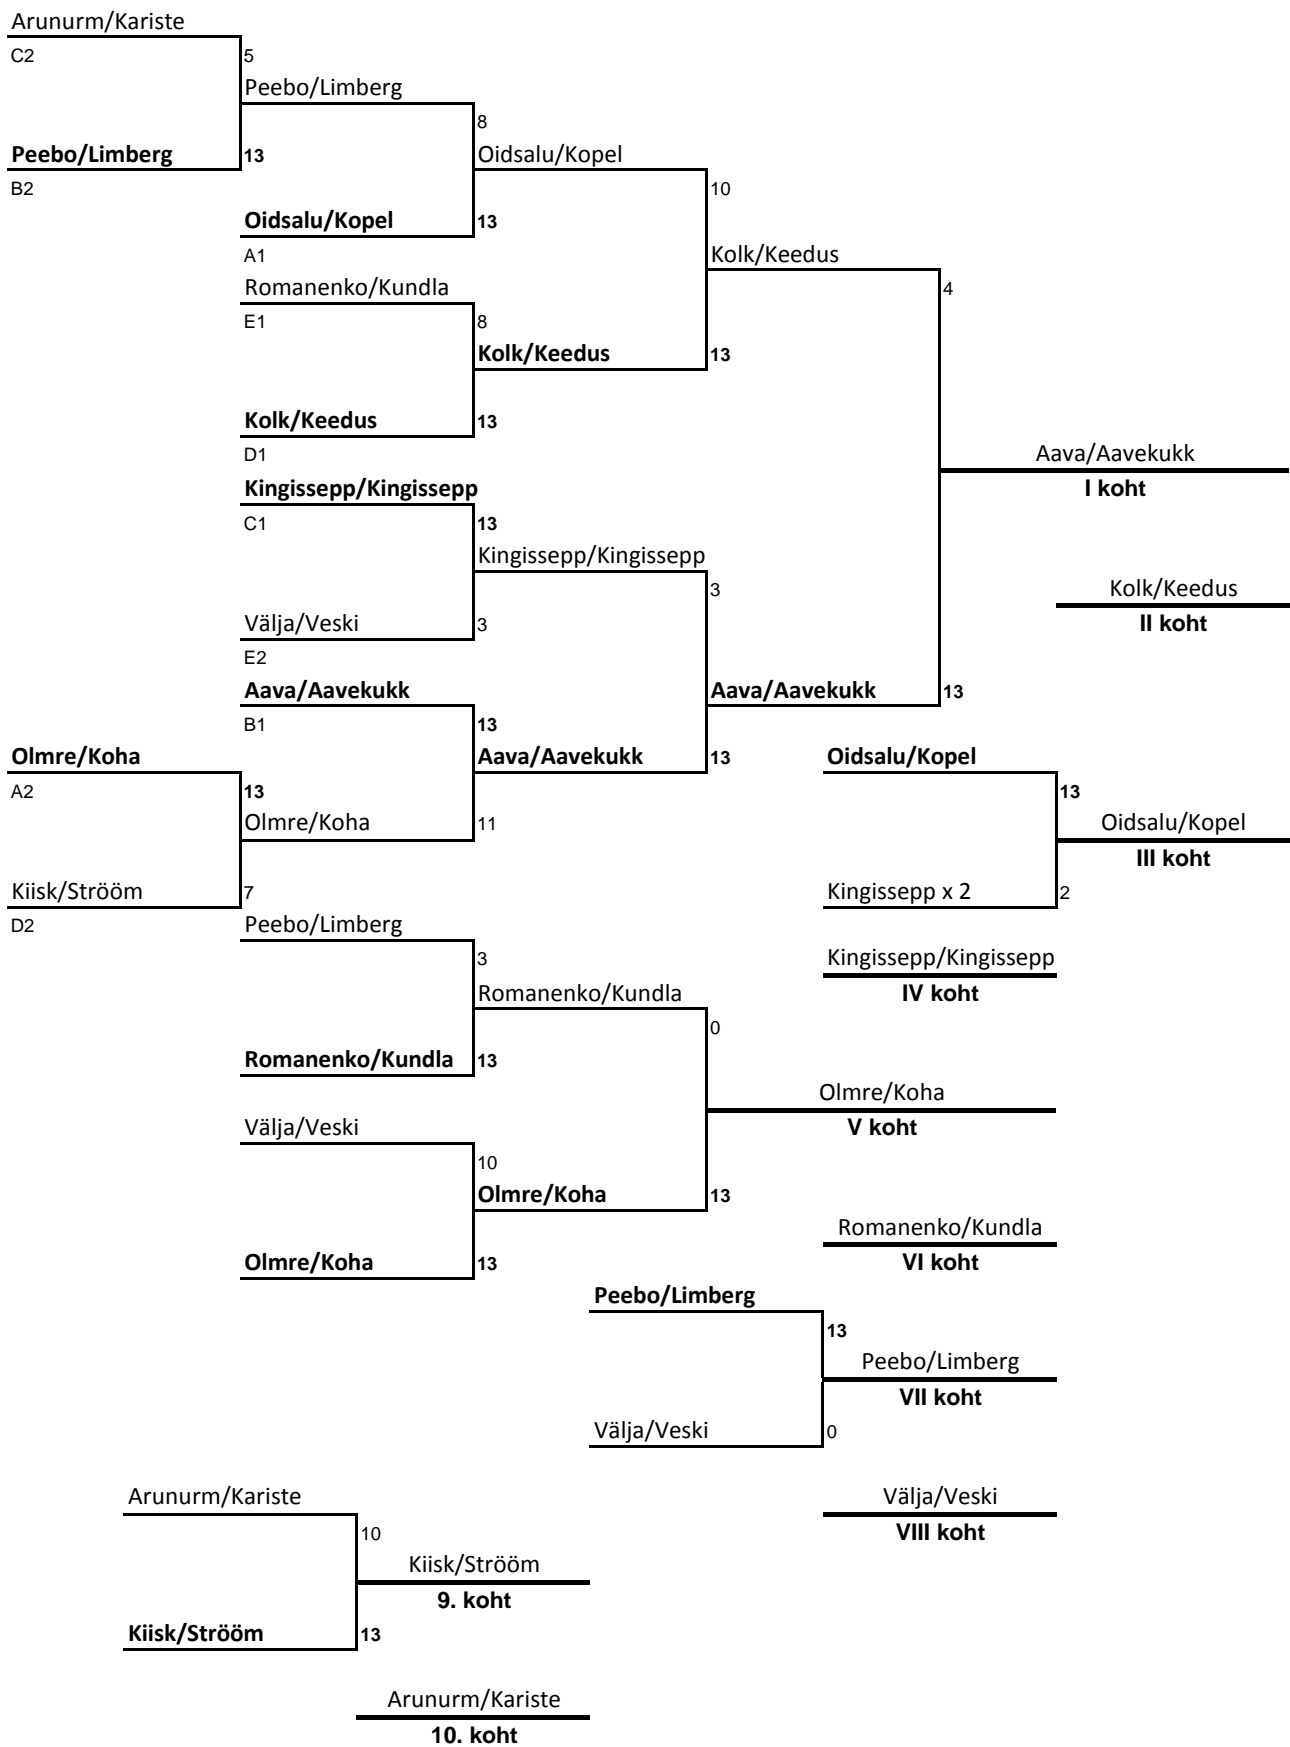 Arunurm/Kariste
C2
5
Peebo/Limberg
8
Peebo/Limberg
13
Oidsalu/Kopel
B2
10
Oidsalu/Kopel
13
A1
Kolk/Keedus
Romanenko/Kundla
4
E1
8
Kolk/Keedus
13
Kolk/Keedus
13
D1
Aava/Aavekukk
Kingissepp/Kingissepp
I koht
C1
13
Kingissepp/Kingissepp
3
Kolk/Keedus
Välja/Veski
3
II koht
E2
Aava/Aavekukk
Aava/Aavekukk
13
B1
13
Olmre/Koha
Aava/Aavekukk
13
Oidsalu/Kopel
A2
13
13
Olmre/Koha
11
Oidsalu/Kopel
III koht
Kiisk/Ströom
7
Kingissepp x 2
2
D2
Peebo/Limberg
3
Kingissepp/Kingissepp
Romanenko/Kundla
IV koht
0
Romanenko/Kundla
13
Olmre/Koha
Välja/Veski
V koht
10
Olmre/Koha
13
Romanenko/Kundla
Olmre/Koha
13
VI koht
Peebo/Limberg
13
Peebo/Limberg
VII koht
Välja/Veski
0
Arunurm/Kariste
Välja/Veski
10
VIII koht
Kiisk/Strööm
9. koht
Kiisk/Strööm
13
Arunurm/Kariste
10. koht